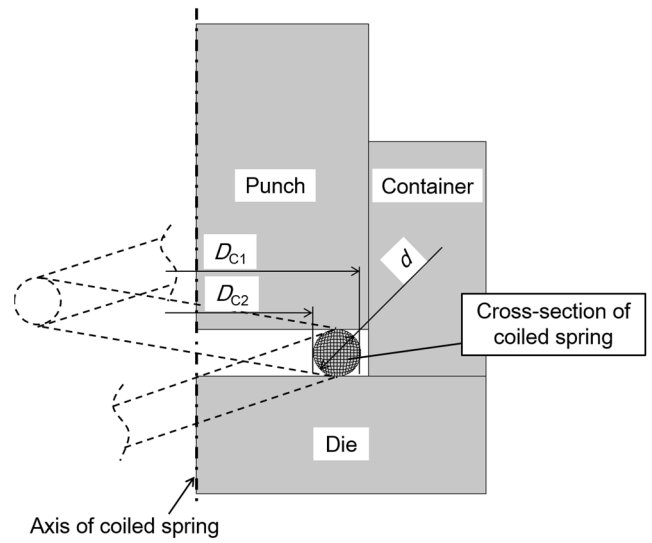 Punch
Container
DC1
d
DC2
Cross-section of
coiled spring
Die
Axis of coiled spring